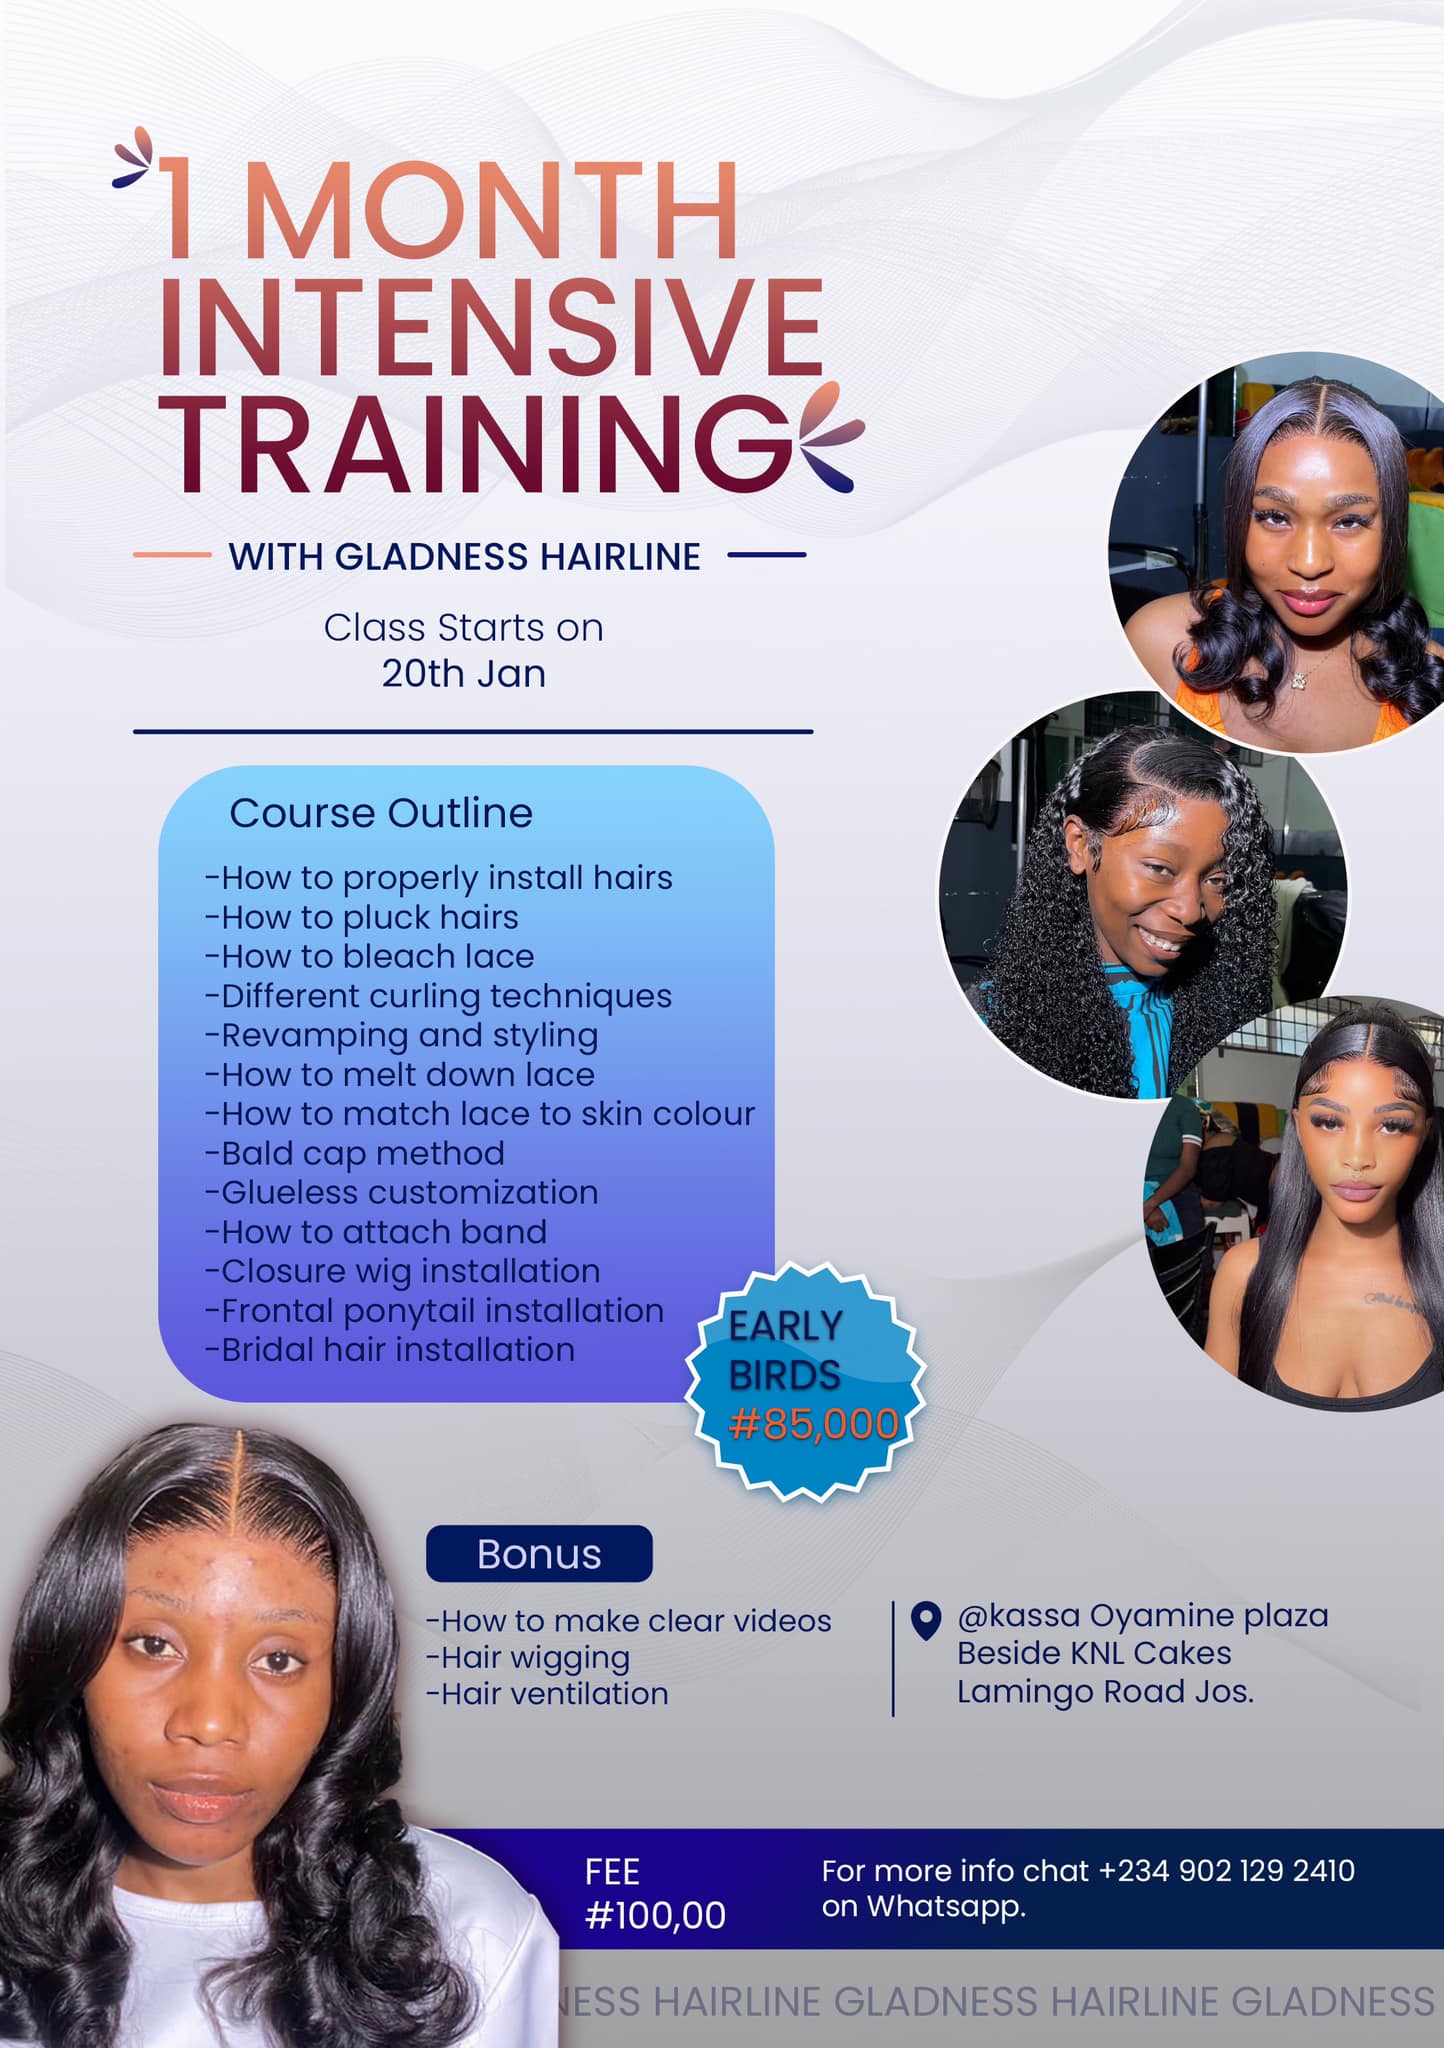 1 MONTH
INTENSIVE
TRAINING
WITH GLADNESS HAIRLINE
Class Starts on
20th Jan
Course Outline
-How to properly install hairs
-How to pluck hairs
-How to bleach lace
-Different curling techniques
-Revamping and styling
-How to melt down lace
-How to match lace to skin colour
-Bald cap method
-Glueless customization
-How to attach band
-Closure wig installation
-Frontal ponytail installation
-Bridal hair installation
EARLY
BIRDS
#85,000
Bonus
-How to make clear videos
-Hair wigging
-Hair ventilation
@kassa Oyamine plaza
Beside KNL Cakes
Lamingo Road Jos.
FEE
#100,00
For more info chat +234 902 129 2410
on Whatsapp.
NESS HAIRLINE GLADNESS HAIRLINE GLADNESS